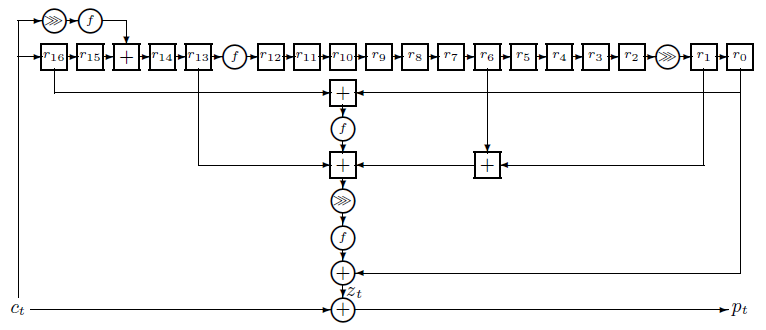 ⋙ f
r₁₆ r₁₅ + r₁₄ r₁₃ f r₁₂ r₁₁ r₁₀ r₉ r₈ r₇ r₆ r₅ r₄ r₃ r₂ ⋙ r₁ r₀
+
f
+ +
⋙
f
+
zₜ
cₜ + pₜ